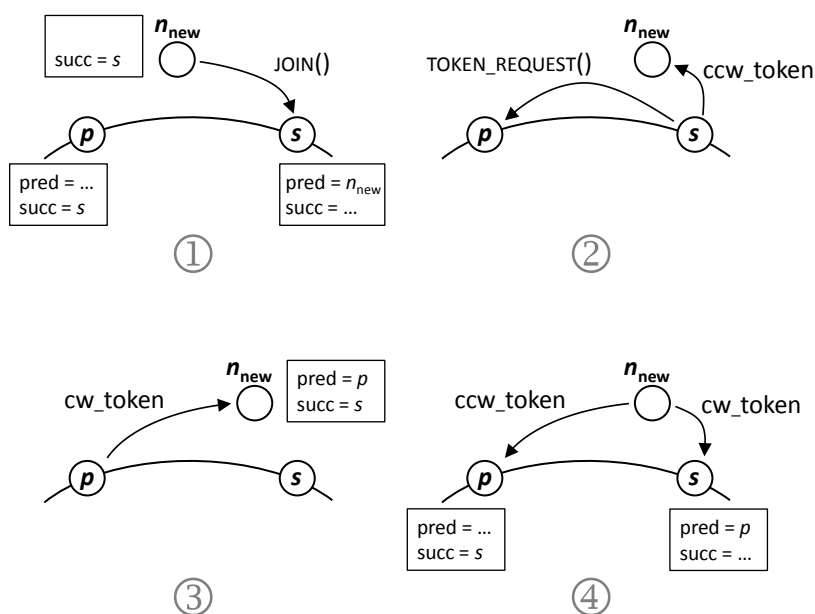 n_new
succ = s
JOIN()
p
s
pred = ...
succ = s
pred = n_new
succ = ...
①
n_new
TOKEN_REQUEST()
ccw_token
p
s
②
n_new
cw_token
pred = p
succ = s
p
s
③
n_new
ccw_token
cw_token
p
s
pred = ...
succ = s
pred = p
succ = ...
④